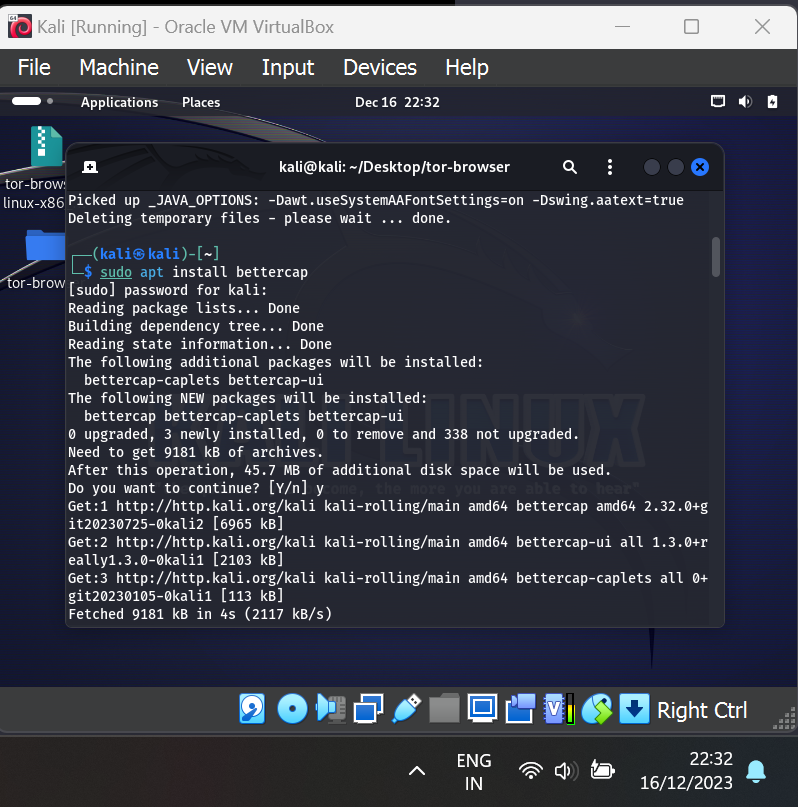 Kali [Running] - Oracle VM VirtualBox
File Machine View Input Devices Help
Applications Places Dec 16 22:32
kali@kali: ~/Desktop/tor-browser
tor-brows
linux-x86
tor-brow
Picked up _JAVA_OPTIONS: -Dawt.useSystemAAFontSettings=on -Dswing.aatext=true
Deleting temporary files - please wait ... done.
┌──(kali㉿kali)-[~]
└─$ sudo apt install bettercap
[sudo] password for kali:
Reading package lists... Done
Building dependency tree... Done
Reading state information... Done
The following additional packages will be installed:
bettercap-caplets bettercap-ui
The following NEW packages will be installed:
bettercap bettercap-caplets bettercap-ui
0 upgraded, 3 newly installed, 0 to remove and 338 not upgraded.
Need to get 9181 kB of archives.
After this operation, 45.7 MB of additional disk space will be used.
Do you want to continue? [Y/n] y
Get:1 http://http.kali.org/kali kali-rolling/main amd64 bettercap amd64 2.32.0+g
it20230725-0kali2 [6965 kB]
Get:2 http://http.kali.org/kali kali-rolling/main amd64 bettercap-ui all 1.3.0+r
eally1.3.0-0kali1 [2103 kB]
Get:3 http://http.kali.org/kali kali-rolling/main amd64 bettercap-caplets all 0+
git20230105-0kali1 [113 kB]
Fetched 9181 kB in 4s (2117 kB/s)
LINUX
the more you are able to hear"
Right Ctrl
ENG
IN
22:32
16/12/2023